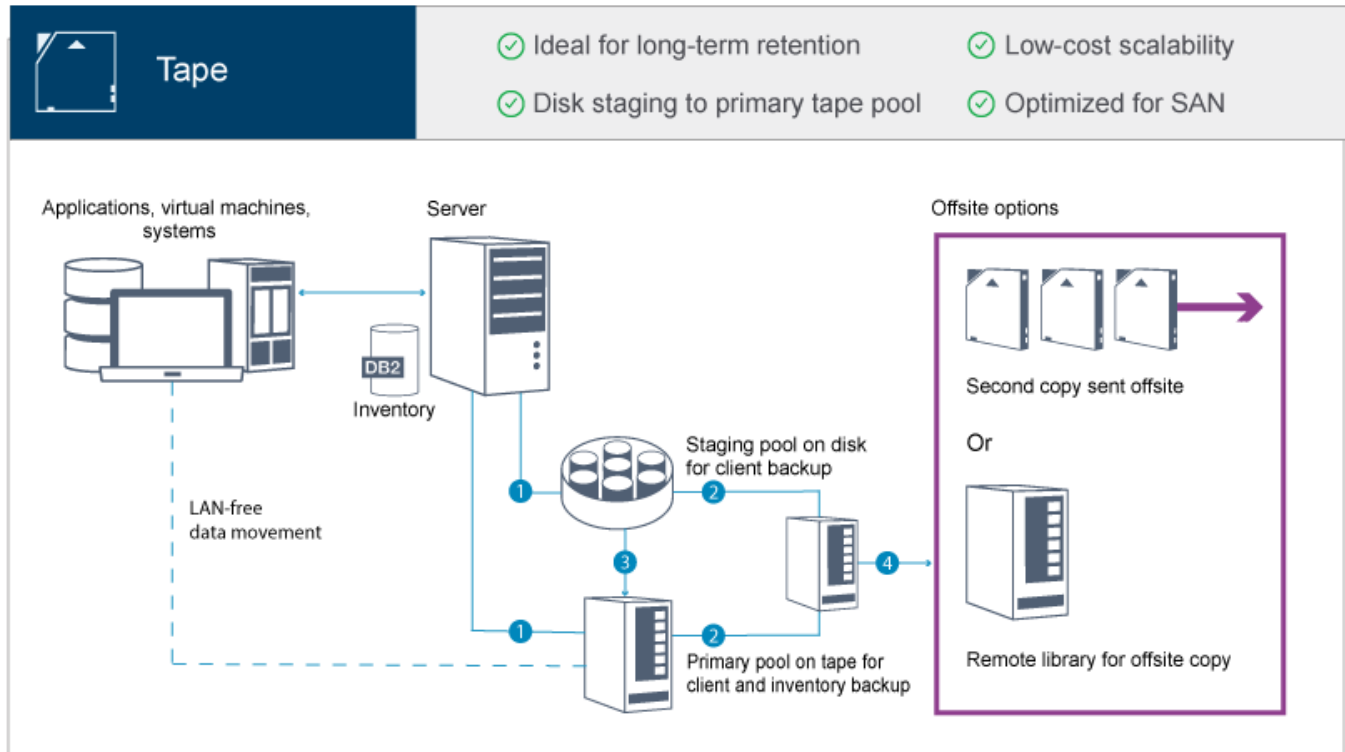 Tape
Ideal for long-term retention
Low-cost scalability
Disk staging to primary tape pool
Optimized for SAN
Applications, virtual machines,
systems
Server
Offsite options
DB2
Inventory
Second copy sent offsite
Staging pool on disk
for client backup
Or
1
2
LAN-free
data movement
3
4
1
2
Primary pool on tape for
client and inventory backup
Remote library for offsite copy